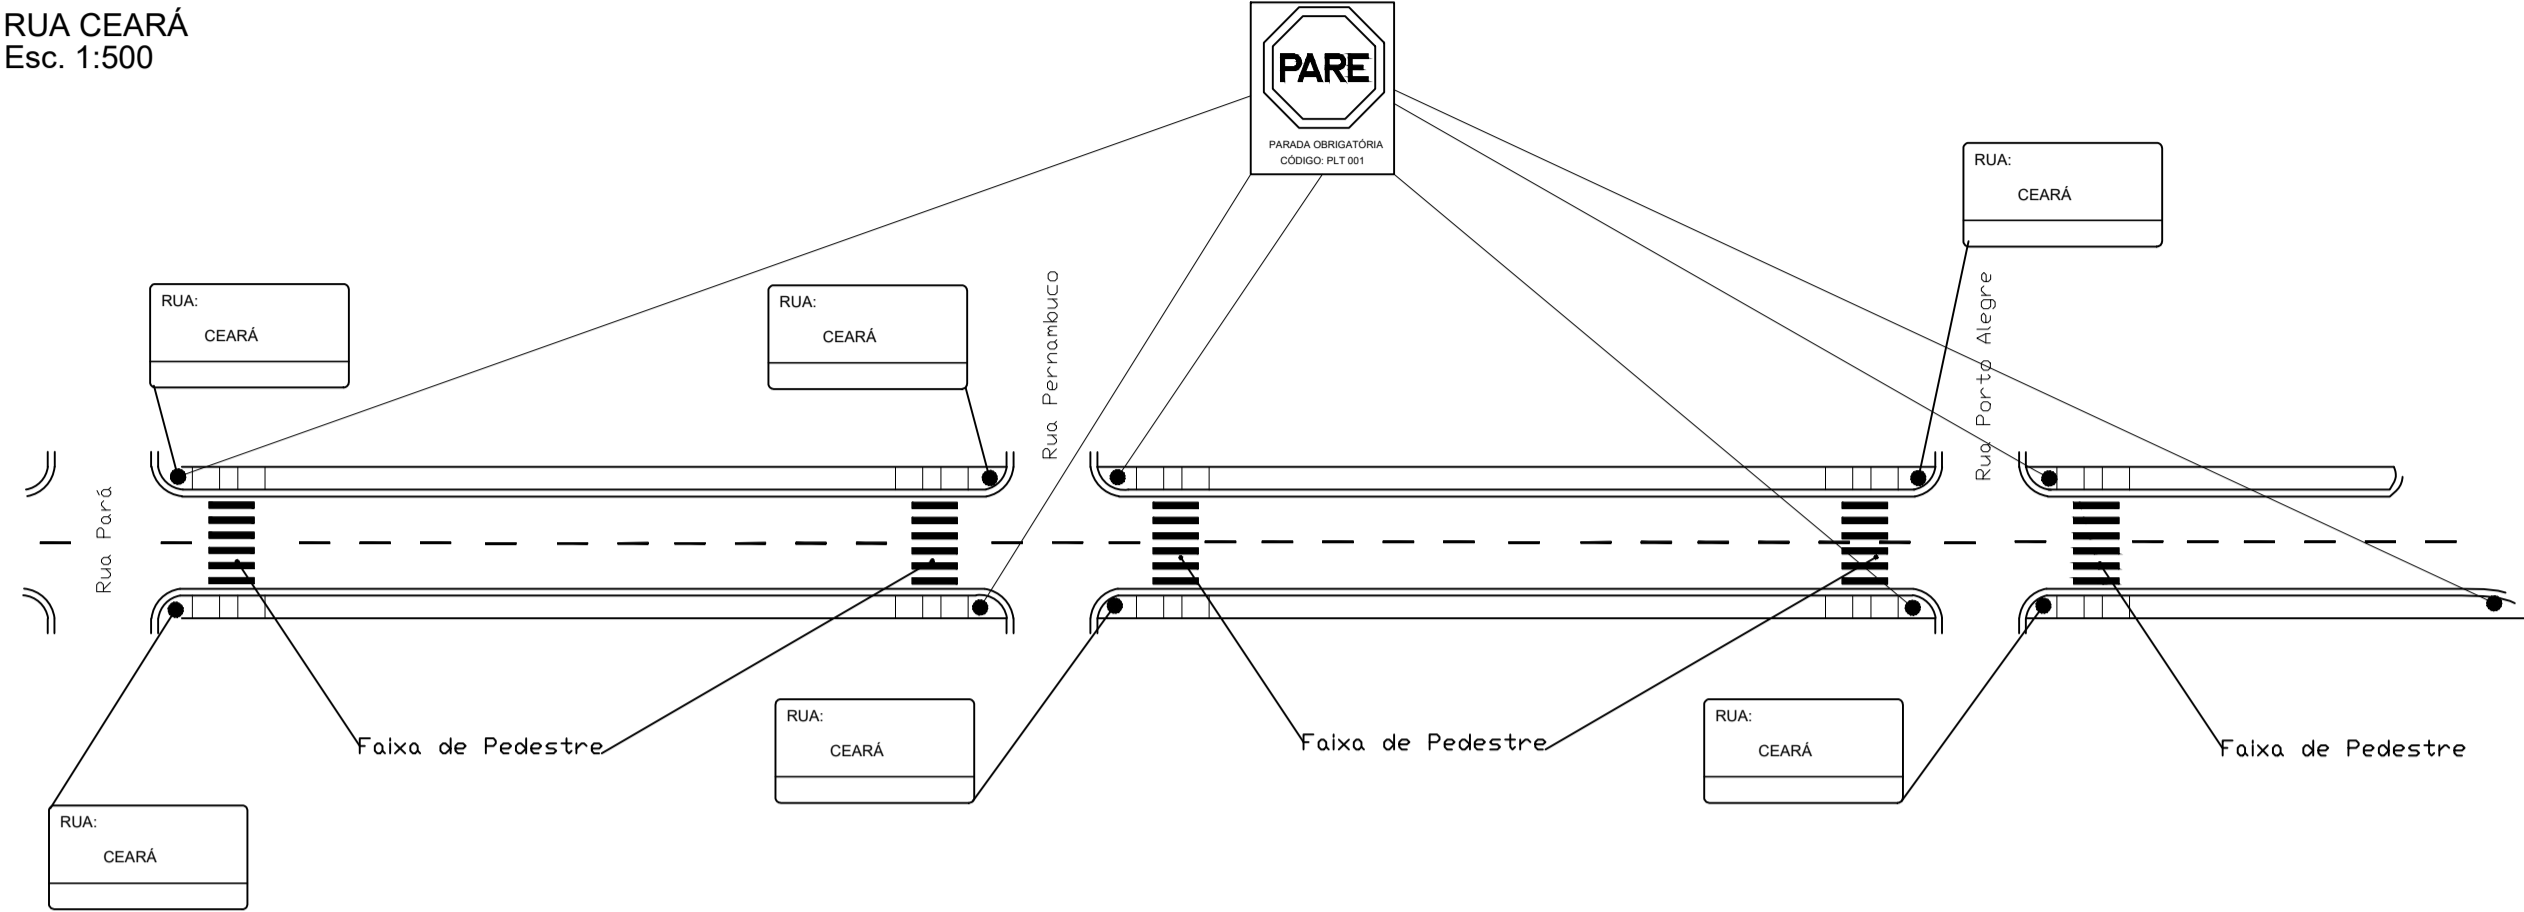 RUA CEARÁ
Esc. 1:500
PARE
PARADA OBRIGATÓRIA
CÓDIGO: PLT 001
RUA:
CEARÁ
RUA:
CEARÁ
RUA:
CEARÁ
Rua Pernambuco
Rua Porto Alegre
Rua Pará
Faixa de Pedestre
RUA:
CEARÁ
Faixa de Pedestre
RUA:
CEARÁ
Faixa de Pedestre
RUA:
CEARÁ